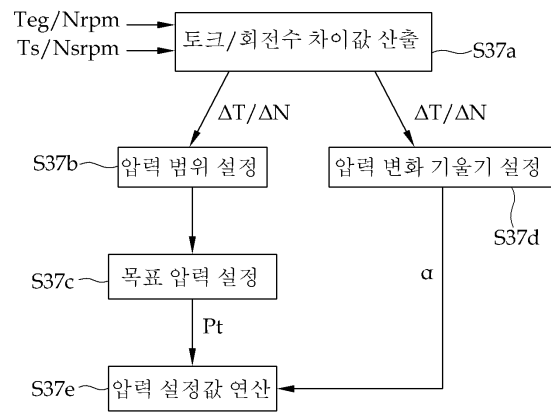 Teg/Nrpm
Ts/Nsrpm
토크/회전수 차이값 산출
S37a
ΔT/ΔN
ΔT/ΔN
S37b
압력 범위 설정
압력 변화 기울기 설정
S37d
S37c
목표 압력 설정
α
Pt
S37e
압력 설정값 연산